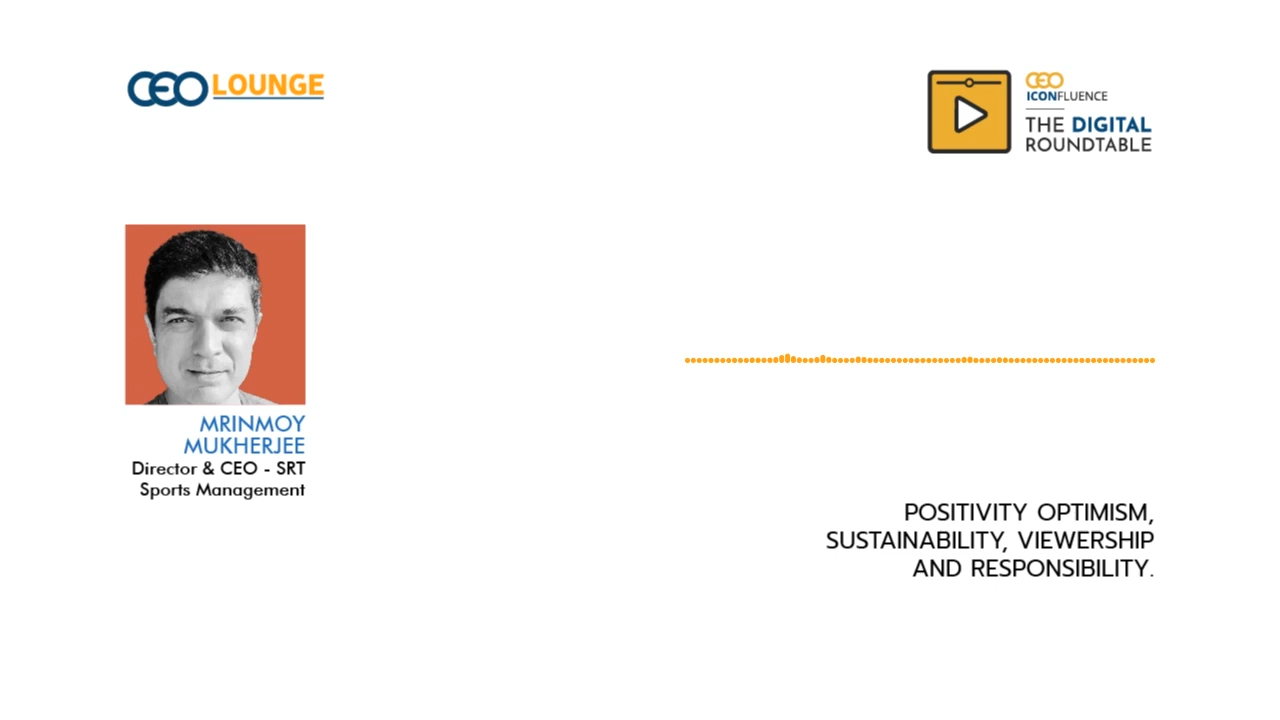 CEO LOUNGE
CEO
ICONFLUENCE
THE DIGITAL
ROUNDTABLE
MRINMOY
MUKHERJEE
Director & CEO - SRT
Sports Management
POSITIVITY OPTIMISM,
SUSTAINABILITY, VIEWERSHIP
AND RESPONSIBILITY.